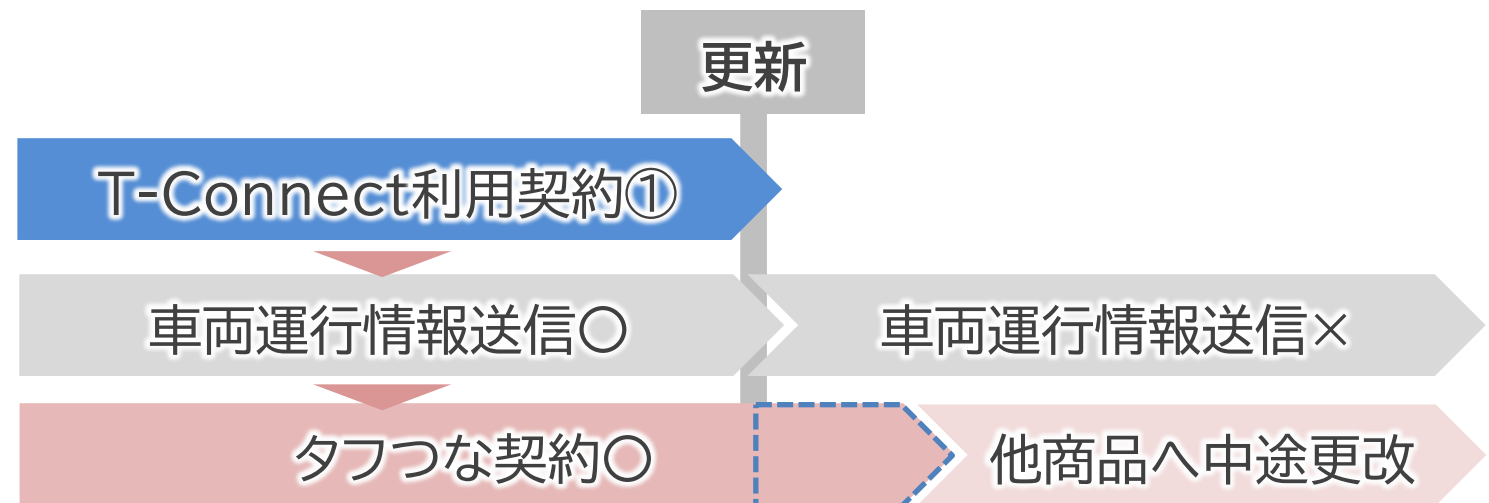 更新
T-Connect利用契約①
車両運行情報送信〇
車両運行情報送信×
タフつな契約〇
他商品へ中途更改